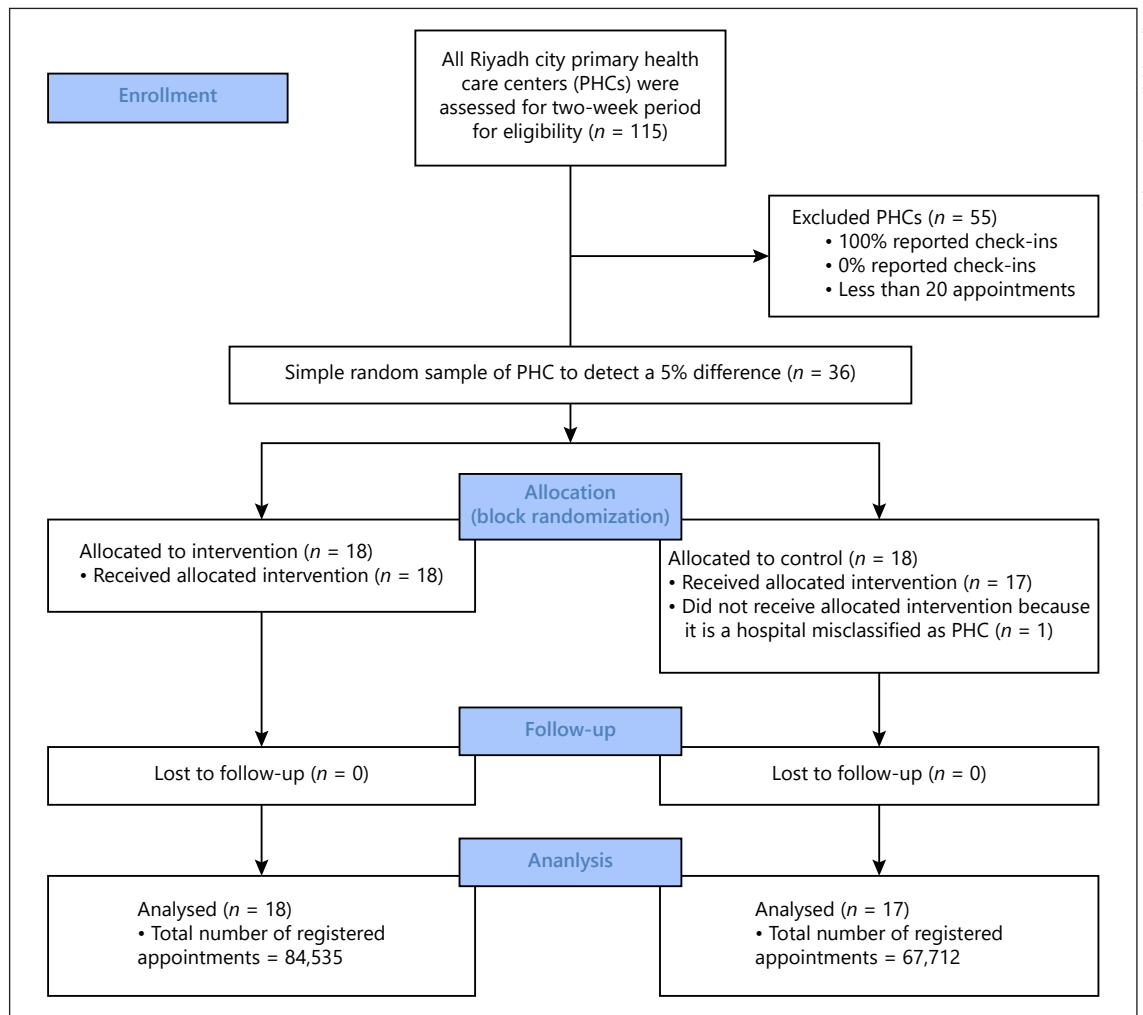 Enrollment
All Riyadh city primary health
care centers (PHCs) were
assessed for two-week period
for eligibility (n = 115)
Excluded PHCs (n = 55)
• 100% reported check-ins
• 0% reported check-ins
• Less than 20 appointments
Simple random sample of PHC to detect a 5% difference (n = 36)
Allocation
(block randomization)
Allocated to intervention (n = 18)
• Received allocated intervention (n = 18)
Allocated to control (n = 18)
• Received allocated intervention (n = 17)
• Did not receive allocated intervention because
it is a hospital misclassified as PHC (n = 1)
Follow-up
Lost to follow-up (n = 0)
Lost to follow-up (n = 0)
Ananlysis
Analysed (n = 18)
• Total number of registered
appointments = 84,535
Analysed (n = 17)
• Total number of registered
appointments = 67,712